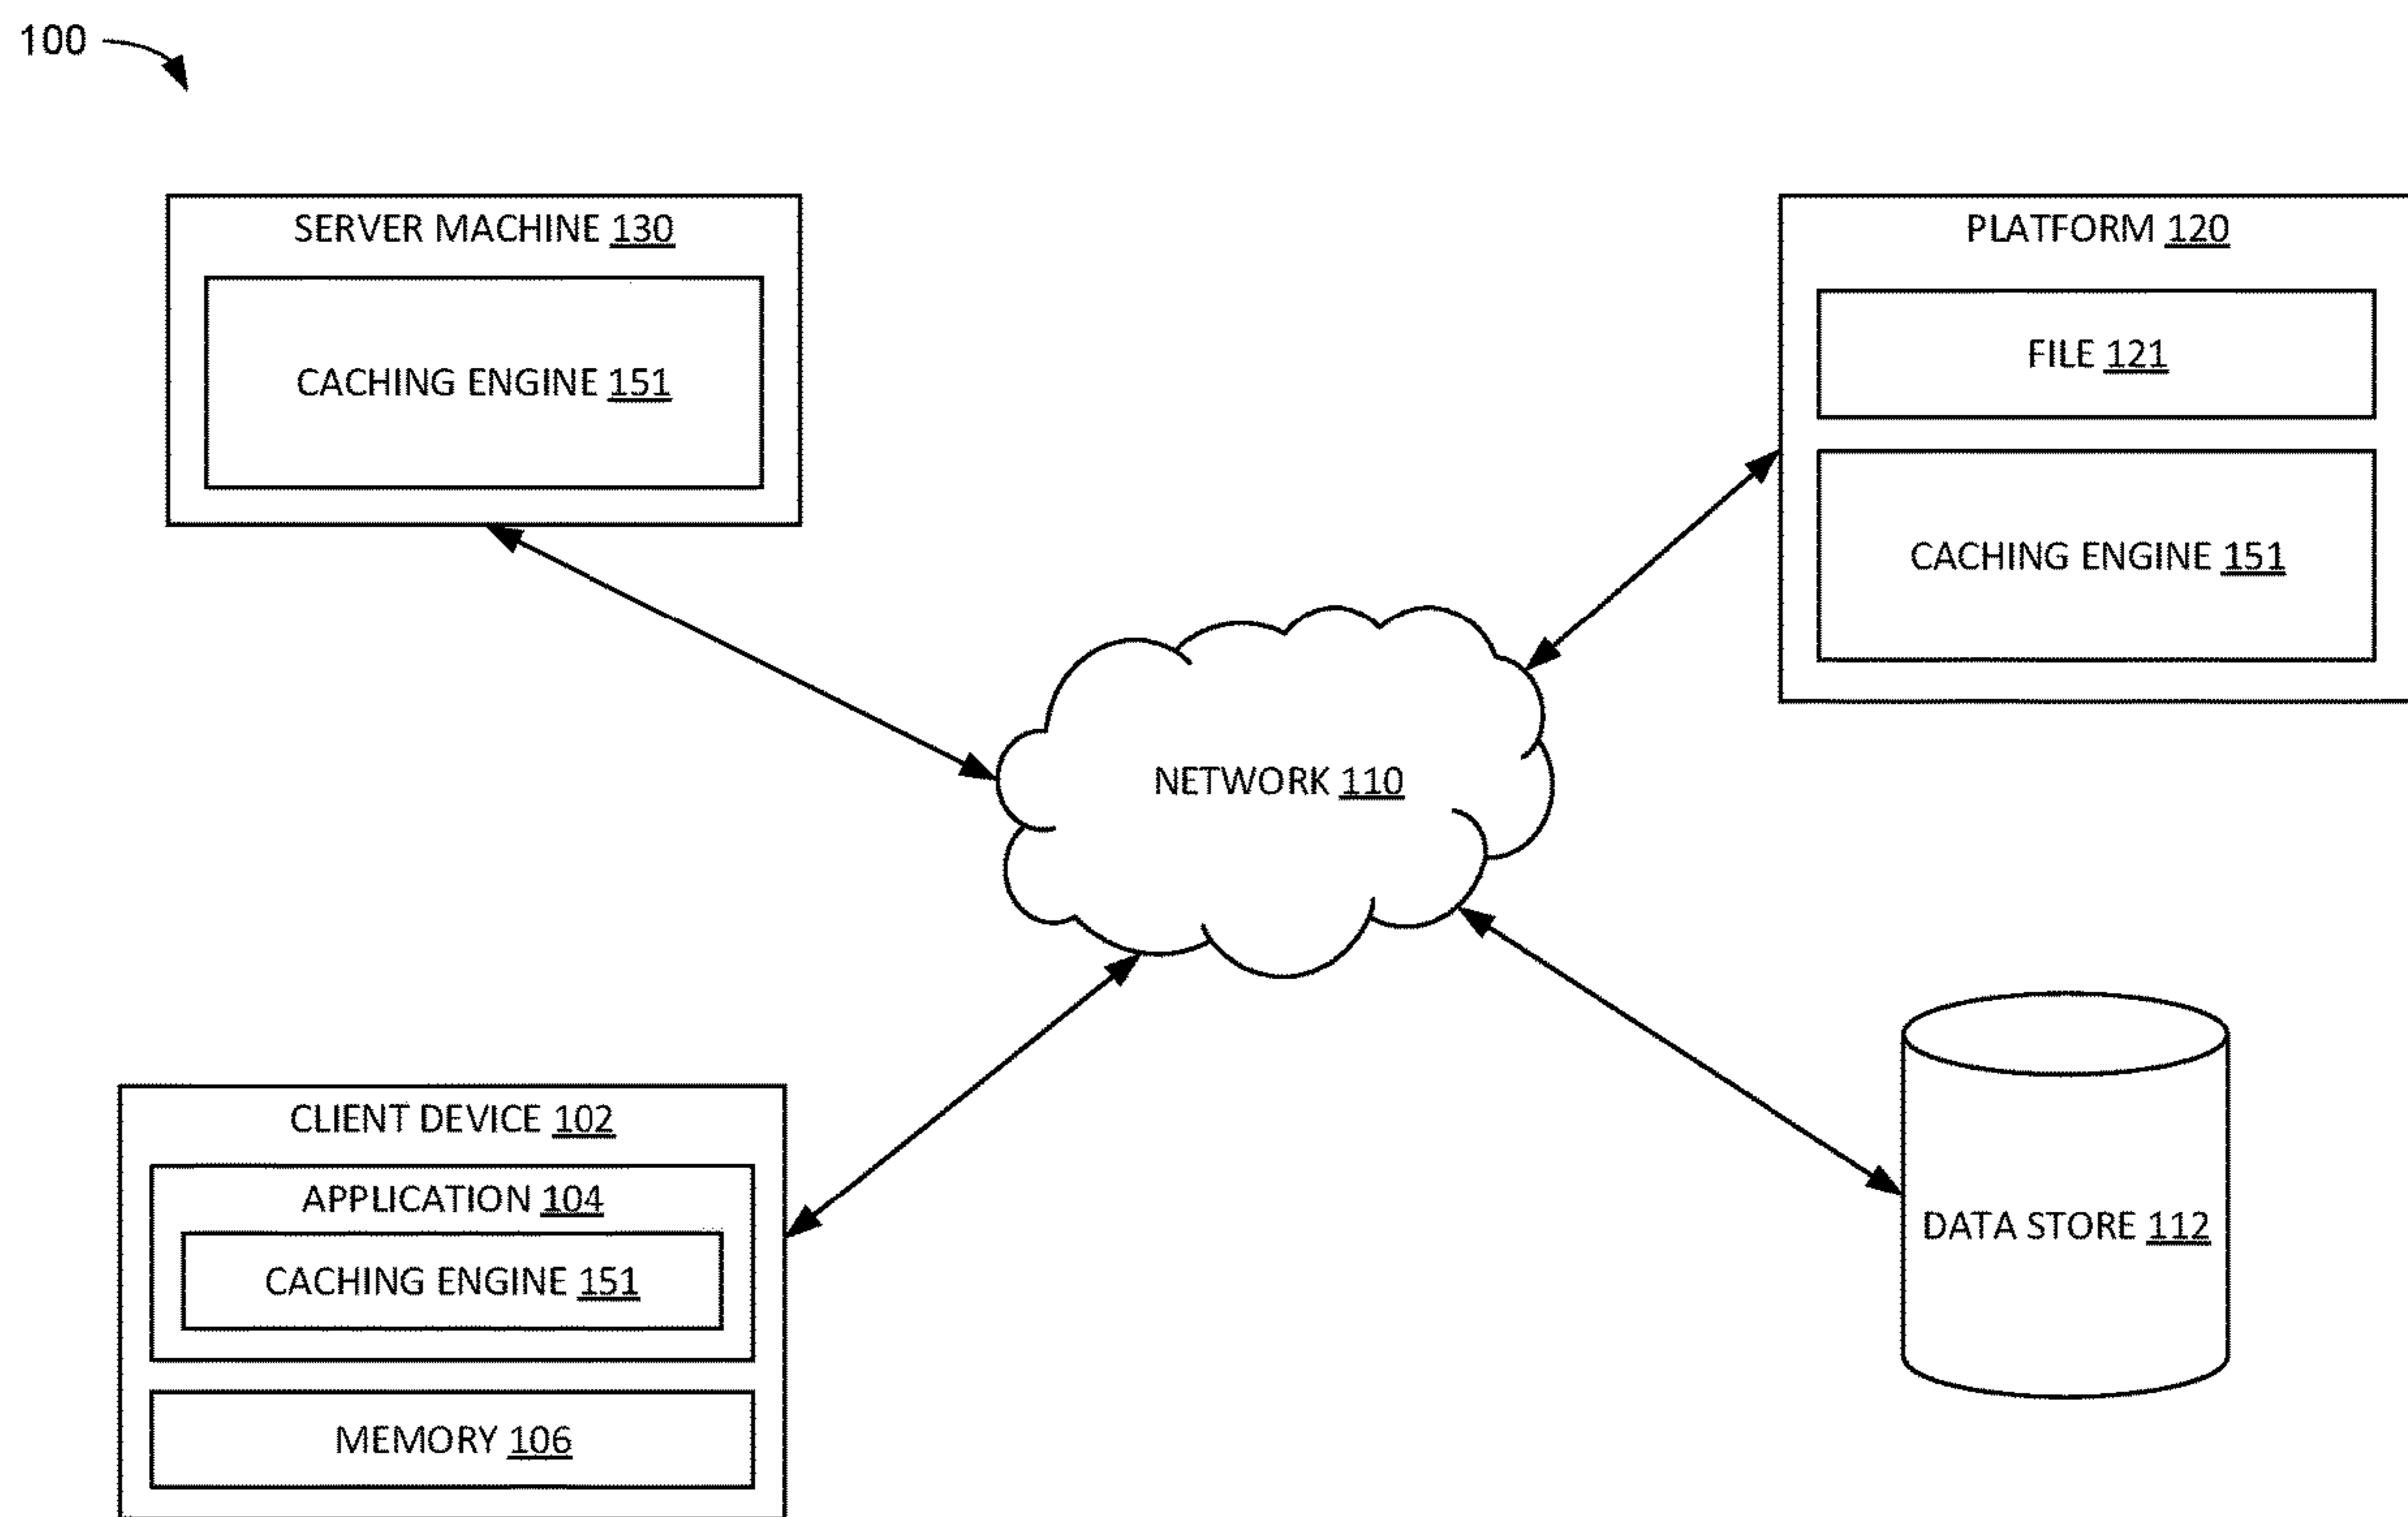 100
SERVER MACHINE 130
CACHING ENGINE 151
PLATFORM 120
FILE 121
CACHING ENGINE 151
NETWORK 110
CLIENT DEVICE 102
APPLICATION 104
CACHING ENGINE 151
MEMORY 106
DATA STORE 112